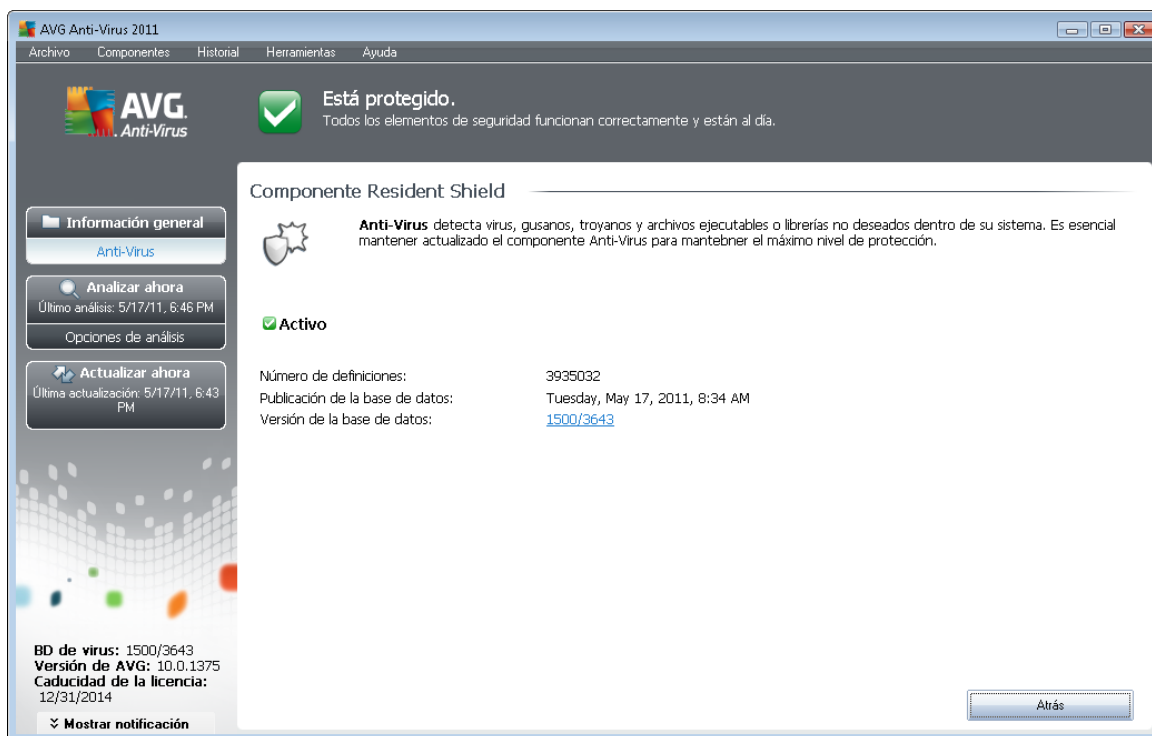 AVG Anti-Virus 2011
Archivo Componentes Historial Herramientas Ayuda
AVG.
Anti-Virus
Está protegido.
Todos los elementos de seguridad funcionan correctamente y están al día.
Información general
Anti-Virus
Analizar ahora
Último análisis: 5/17/11, 6:46 PM
Opciones de análisis
Actualizar ahora
Última actualización: 5/17/11, 6:43
PM
BD de virus: 1500/3643
Versión de AVG: 10.0.1375
Caducidad de la licencia:
12/31/2014
Mostrar notificación
Componente Resident Shield
Anti-Virus detecta virus, gusanos, troyanos y archivos ejecutables o librerías no deseados dentro de su sistema. Es esencial
mantener actualizado el componente Anti-Virus para mantebner el máximo nivel de protección.
Activo
Número de definiciones: 3935032
Publicación de la base de datos: Tuesday, May 17, 2011, 8:34 AM
Versión de la base de datos: 1500/3643
Atrás